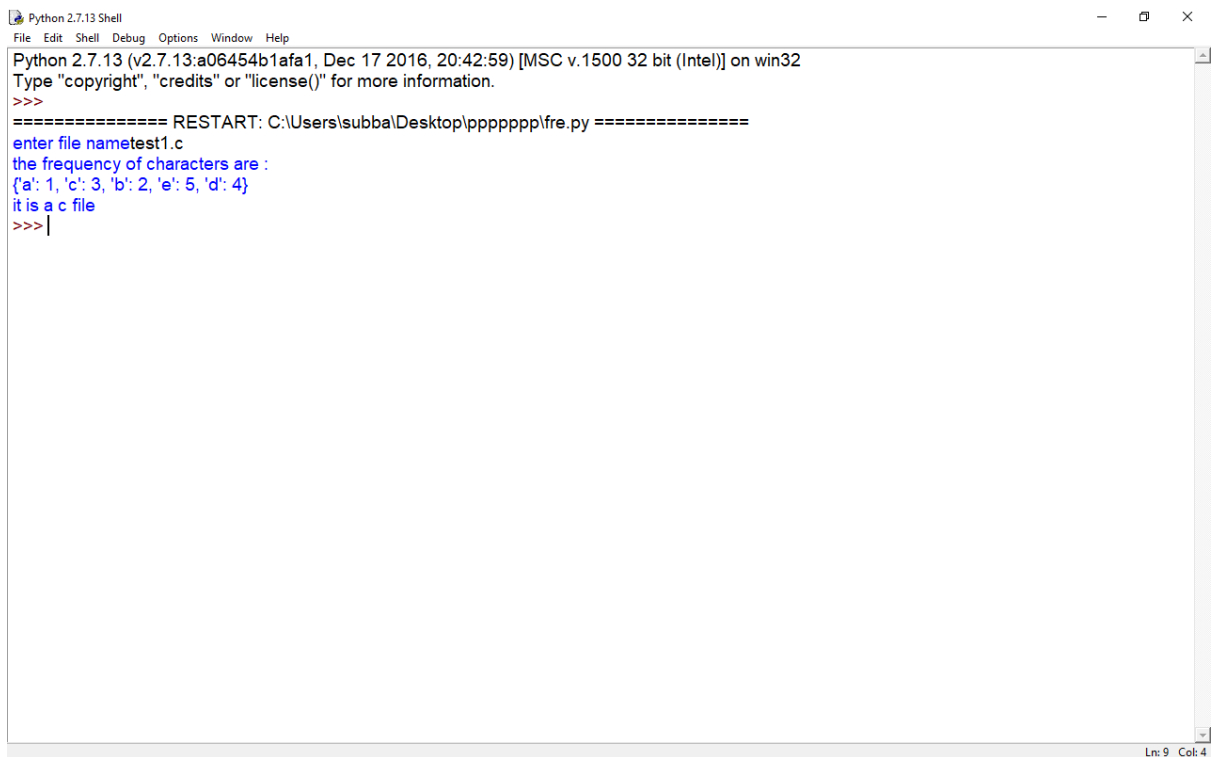 Python 2.7.13 Shell
File Edit Shell Debug Options Window Help
Python 2.7.13 (v2.7.13:a06454b1afa1, Dec 17 2016, 20:42:59) [MSC v.1500 32 bit (Intel)] on win32
Type "copyright", "credits" or "license()" for more information.
>>>
=============== RESTART: C:\Users\subba\Desktop\ppppppp\fre.py ===============
enter file nametest1.c
the frequency of characters are :
{'a': 1, 'c': 3, 'b': 2, 'e': 5, 'd': 4}
it is a c file
>>>
Ln: 9 Col: 4